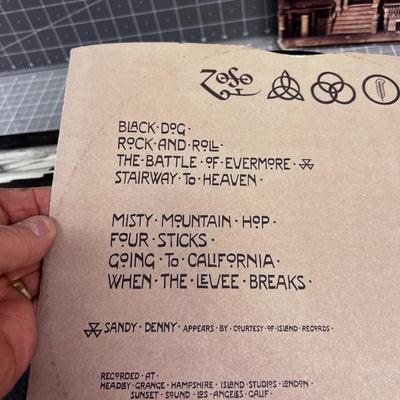 ZoSo
BLACK·DOG·
ROCK·AND·ROLL·
THE·BATTLE·OF·EVERMORE·
STAIRWAY·TO·HEAVEN·
MISTY·MOUNTAIN·HOP·
FOUR·STICKS·
GOING·TO·CALIFORNIA·
WHEN·THE·LEVEE·BREAKS·
SANDY·DENNY·APPEARS·BY·COURTESY·OF·ISLAND·RECORDS·
RECORDED·AT·
HEADLEY·GRANGE·HAMPSHIRE·ISLAND·STUDIOS·LONDON·
SUNSET·SOUND·LOS·ANGELES·CALIF·